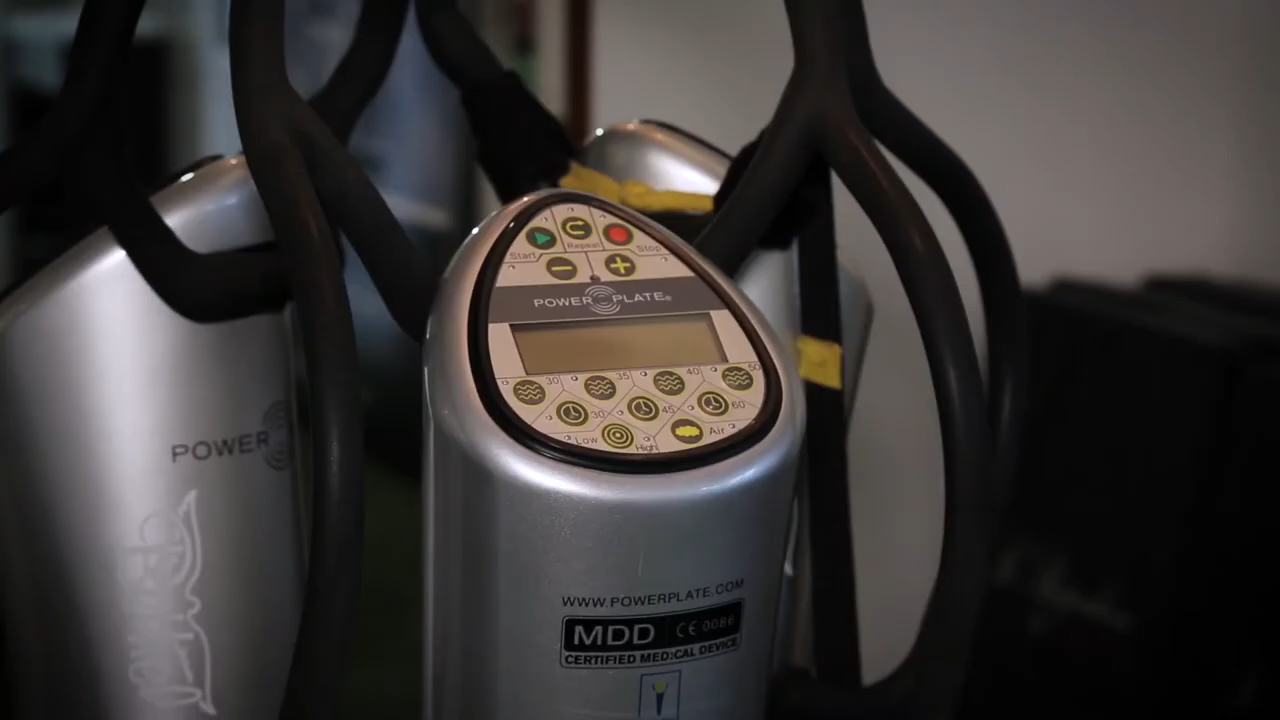 Start
Repeat
Stop
POWER PLATE®
30 35 40 50
30 45 60
Low High Air
POWER
WWW.POWERPLATE.COM
MDD CE 0086
CERTIFIED MEDICAL DEVICE